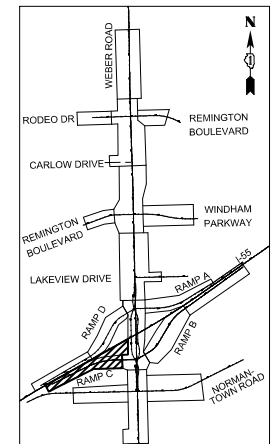 WEBER ROAD
N
1
RODEO DR
REMINGTON
BOULEVARD
CARLOW DRIVE
REMINGTON
BOULEVARD
WINDHAM
PARKWAY
LAKEVIEW DRIVE
RAMP A
I-55
RAMP D
RAMP B
RAMP C
NORMAN-
TOWN ROAD